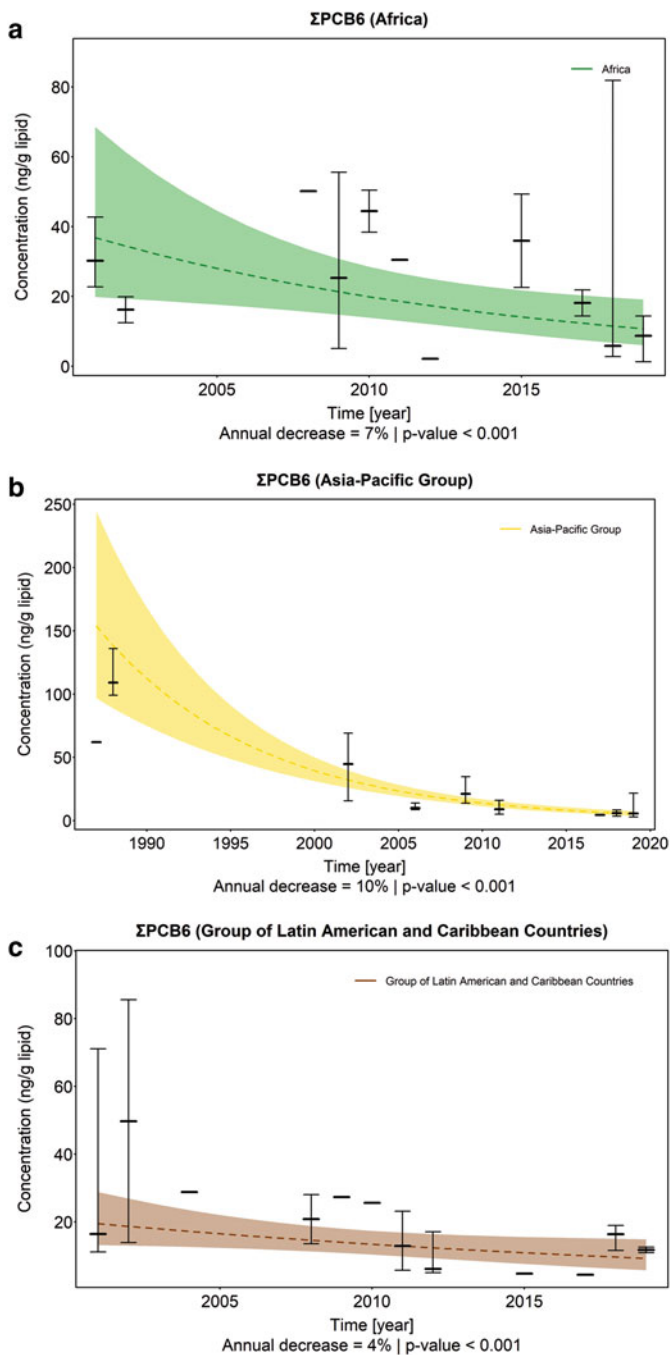 a
ΣPCB6 (Africa)
Africa
Concentration (ng/g lipid)
80
60
40
20
0
2005 2010 2015
Time [year]
Annual decrease = 7% | p-value < 0.001
b
ΣPCB6 (Asia-Pacific Group)
Asia-Pacific Group
Concentration (ng/g lipid)
250
200
150
100
50
0
1990 1995 2000 2005 2010 2015 2020
Time [year]
Annual decrease = 10% | p-value < 0.001
c
ΣPCB6 (Group of Latin American and Caribbean Countries)
Group of Latin American and Caribbean Countries
Concentration (ng/g lipid)
100
80
60
40
20
2005 2010 2015
Time [year]
Annual decrease = 4% | p-value < 0.001